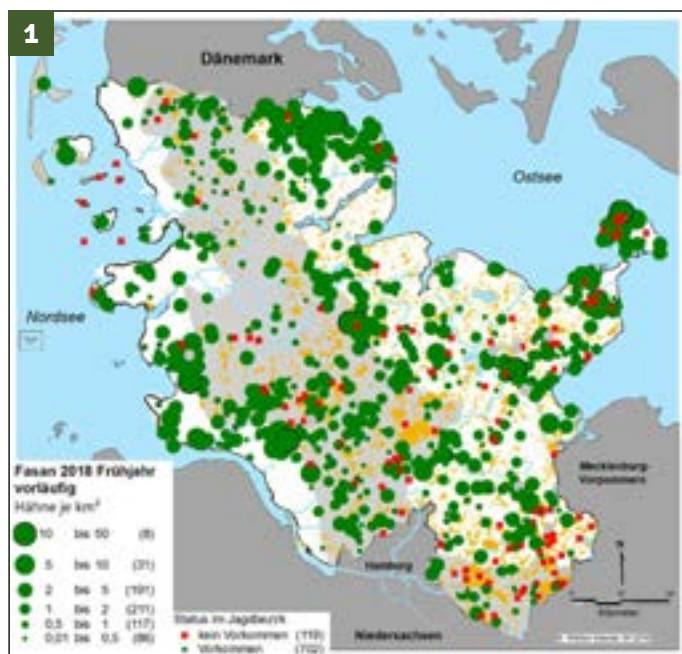 1
Dänemark
Ostsee
Nordsee
Fasan 2018 Frühjahr
vorläufig
Hähne je km²
10 bis 50 (8)
5 bis 10 (31)
2 bis 5 (191)
1 bis 2 (211)
0,5 bis 1 (117)
0,01 bis 0,5 (86)
Status im Jagdbezirk
kein Vorkommen (119)
Vorkommen (702)
Mecklenburg-
Vorpommern
Hamburg
Niedersachsen
N